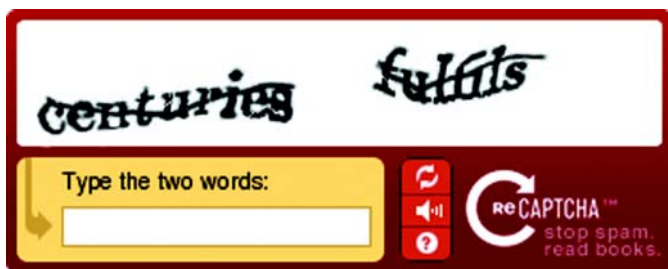 centuries fulfils
Type the two words:
ReCAPTCHA™
stop spam.
read books.